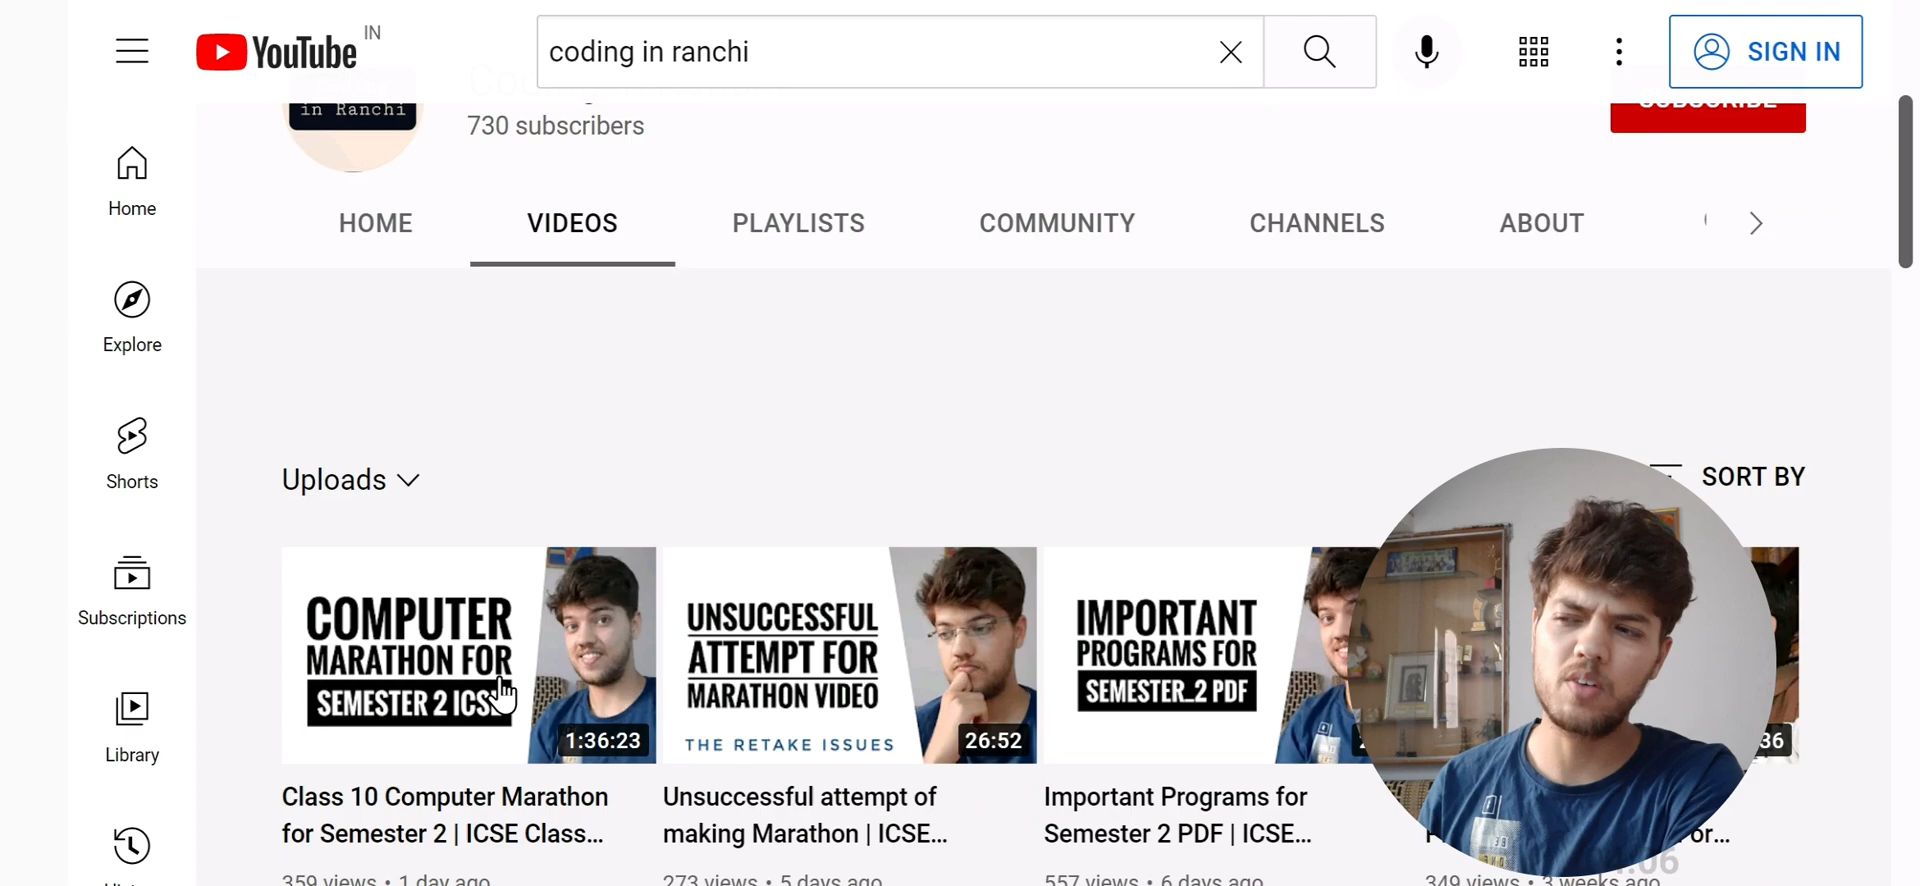 YouTube IN
coding in ranchi
SIGN IN
in Ranchi
730 subscribers
SUBSCRIBE
Home
HOME VIDEOS PLAYLISTS COMMUNITY CHANNELS ABOUT
Explore
Shorts
Uploads
SORT BY
Subscriptions
COMPUTER
MARATHON FOR
SEMESTER 2 ICSE
1:36:23
UNSUCCESSFUL
ATTEMPT FOR
MARATHON VIDEO
THE RETAKE ISSUES
26:52
IMPORTANT
PROGRAMS FOR
SEMESTER_2 PDF
36
Library
Class 10 Computer Marathon
for Semester 2 | ICSE Class...
Unsuccessful attempt of
making Marathon | ICSE...
Important Programs for
Semester 2 PDF | ICSE...
or...
359 views • 1 day ago
273 views • 5 days ago
557 views • 6 days ago
349 views • 3 weeks ago